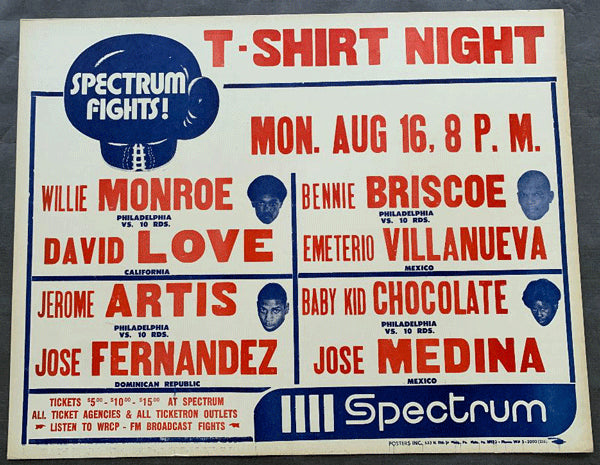 T-SHIRT NIGHT
SPECTRUM
FIGHTS!
MON. AUG 16, 8 P. M.
WILLIE MONROE
PHILADELPHIA
VS. 10 RDS.
DAVID LOVE
CALIFORNIA
BENNIE BRISCOE
PHILADELPHIA
VS. 10 RDS.
EMETERIO VILLANUEVA
MEXICO
JEROME ARTIS
PHILADELPHIA
VS. 10 RDS.
JOSE FERNANDEZ
DOMINICAN REPUBLIC
BABY KID CHOCOLATE
PHILADELPHIA
VS. 10 RDS.
JOSE MEDINA
MEXICO
TICKETS $5.00 - $10.00 - $15.00 AT SPECTRUM
ALL TICKET AGENCIES & ALL TICKETRON OUTLETS
LISTEN TO WRCP - FM BROADCAST FIGHTS
Spectrum
POSTERS INC.